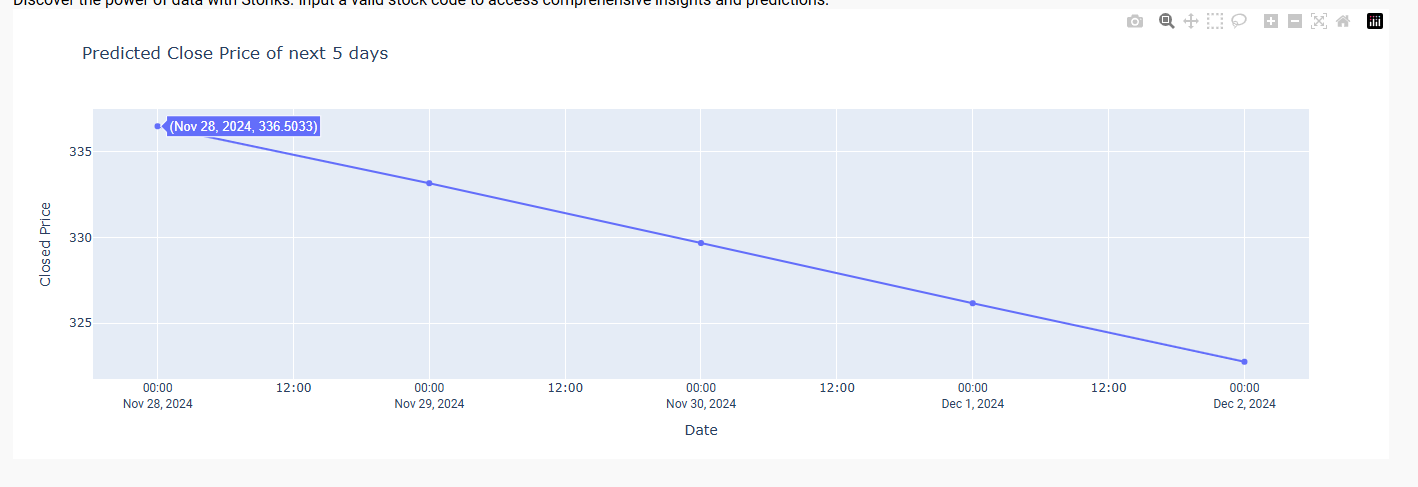 Discover the power of data with Stonks. Input a valid stock code to access comprehensive insights and predictions.
Predicted Close Price of next 5 days
(Nov 28, 2024, 336.5033)
335
330
325
Closed Price
00:00 12:00 00:00 12:00 00:00 12:00 00:00 12:00 00:00
Nov 28, 2024 Nov 29, 2024 Nov 30, 2024 Dec 1, 2024 Dec 2, 2024
Date